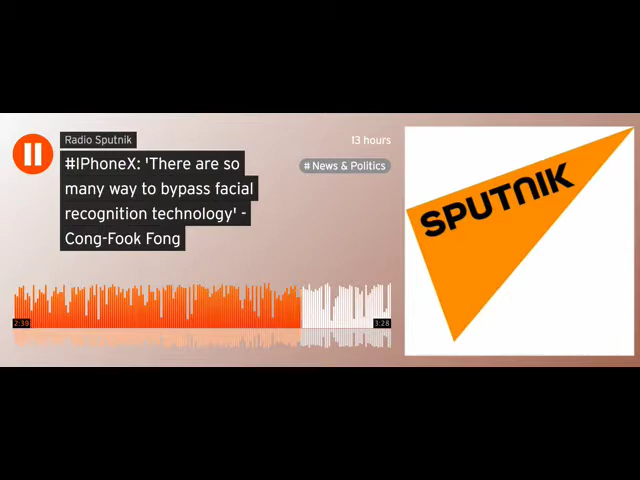 Radio Sputnik
13 hours
#IPhoneX: 'There are so
many way to bypass facial
recognition technology' -
Cong-Fook Fong
# News & Politics
2:39
3:28
SPUTNIK